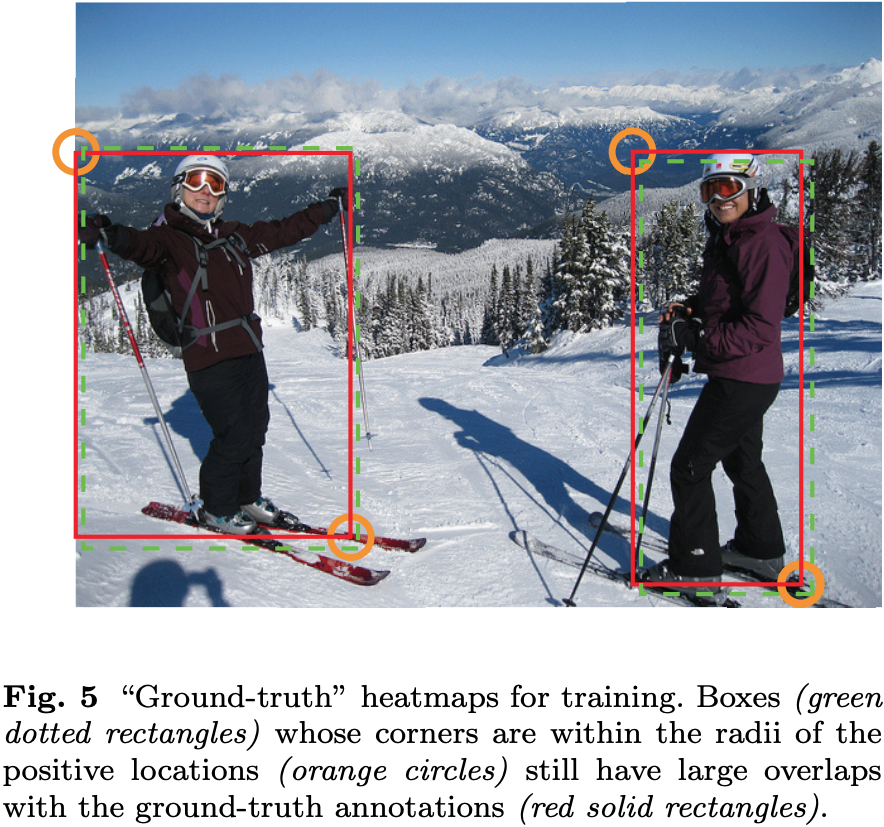 Fig. 5 “Ground-truth” heatmaps for training. Boxes (green
dotted rectangles) whose corners are within the radii of the
positive locations (orange circles) still have large overlaps
with the ground-truth annotations (red solid rectangles).